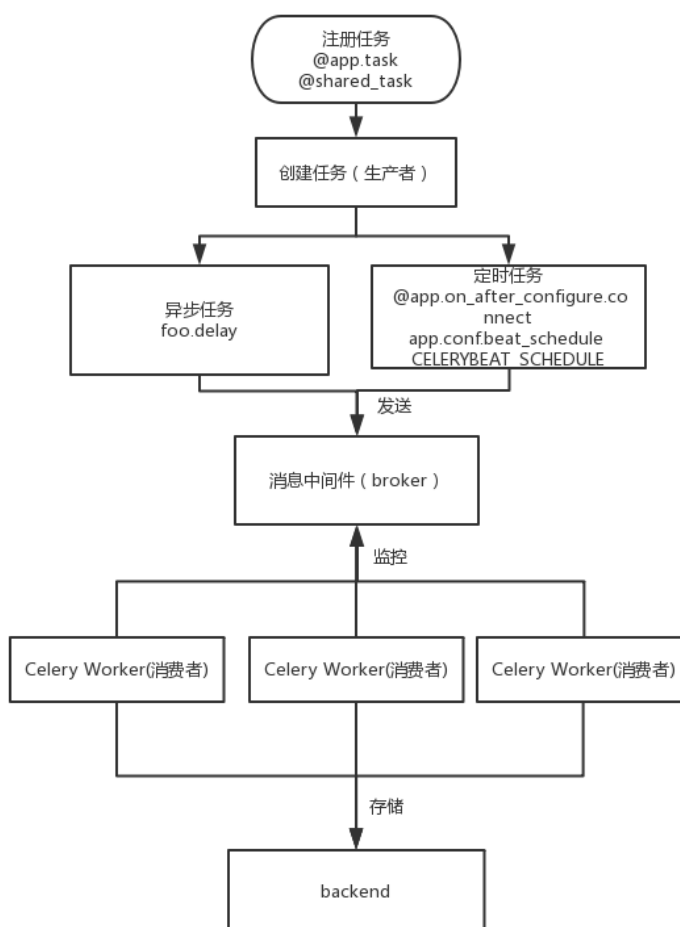 注册任务
@app.task
@shared_task
创建任务（生产者）
异步任务
foo.delay
定时任务
@app.on_after_configure.co
nnect
app.conf.beat_schedule
CELERYBEAT_SCHEDULE
发送
消息中间件（broker）
监控
Celery Worker(消费者)
Celery Worker(消费者)
Celery Worker(消费者)
存储
backend